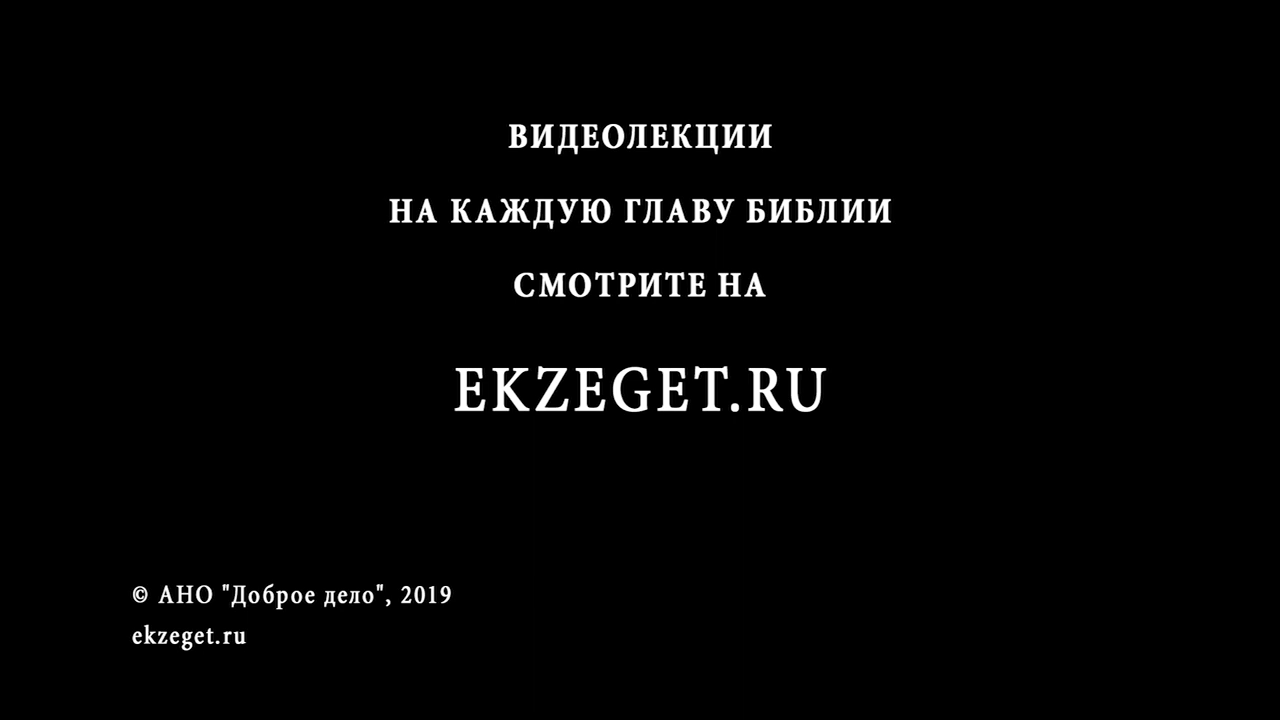 ВИДЕОЛЕКЦИИ
НА КАЖДУЮ ГЛАВУ БИБЛИИ
СМОТРИТЕ НА
EKZEGET.RU
© АНО "Доброе дело", 2019
ekzeget.ru